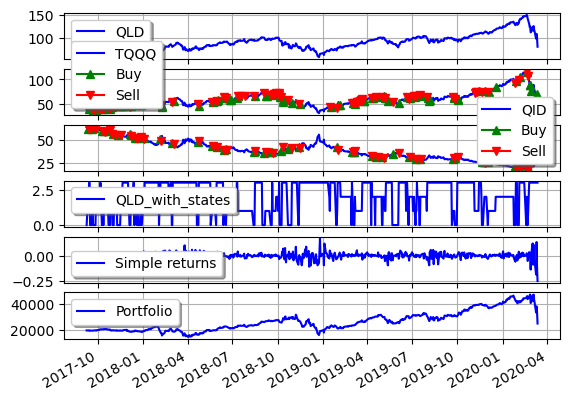 150
100
QLD
TQQQ
Buy
Sell
100
50
QID
Buy
Sell
50
25
2.5
0.0
QLD_with_states
0.00
−0.25
Simple returns
40000
20000
Portfolio
2017-10
2018-01
2018-04
2018-07
2018-10
2019-01
2019-04
2019-07
2019-10
2020-01
2020-04